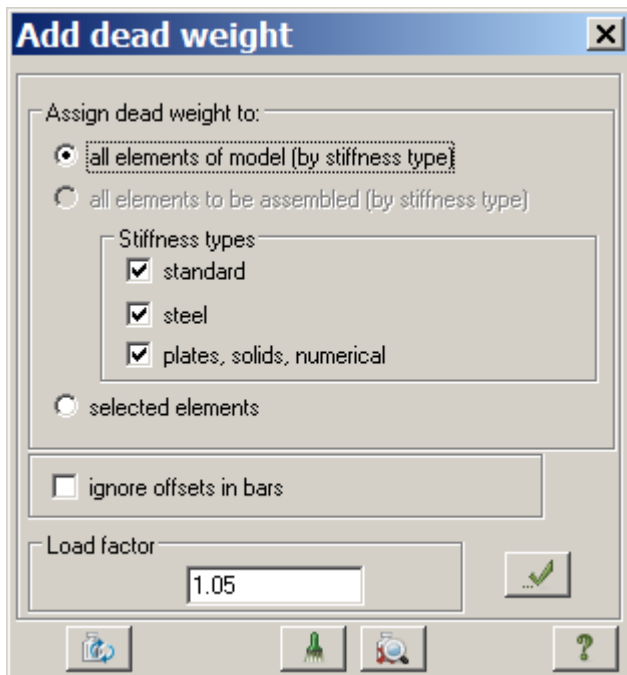 Add dead weight
Assign dead weight to:
all elements of model (by stiffness type)
all elements to be assembled (by stiffness type)
Stiffness types
standard
steel
plates, solids, numerical
selected elements
ignore offsets in bars
Load factor
1.05
?